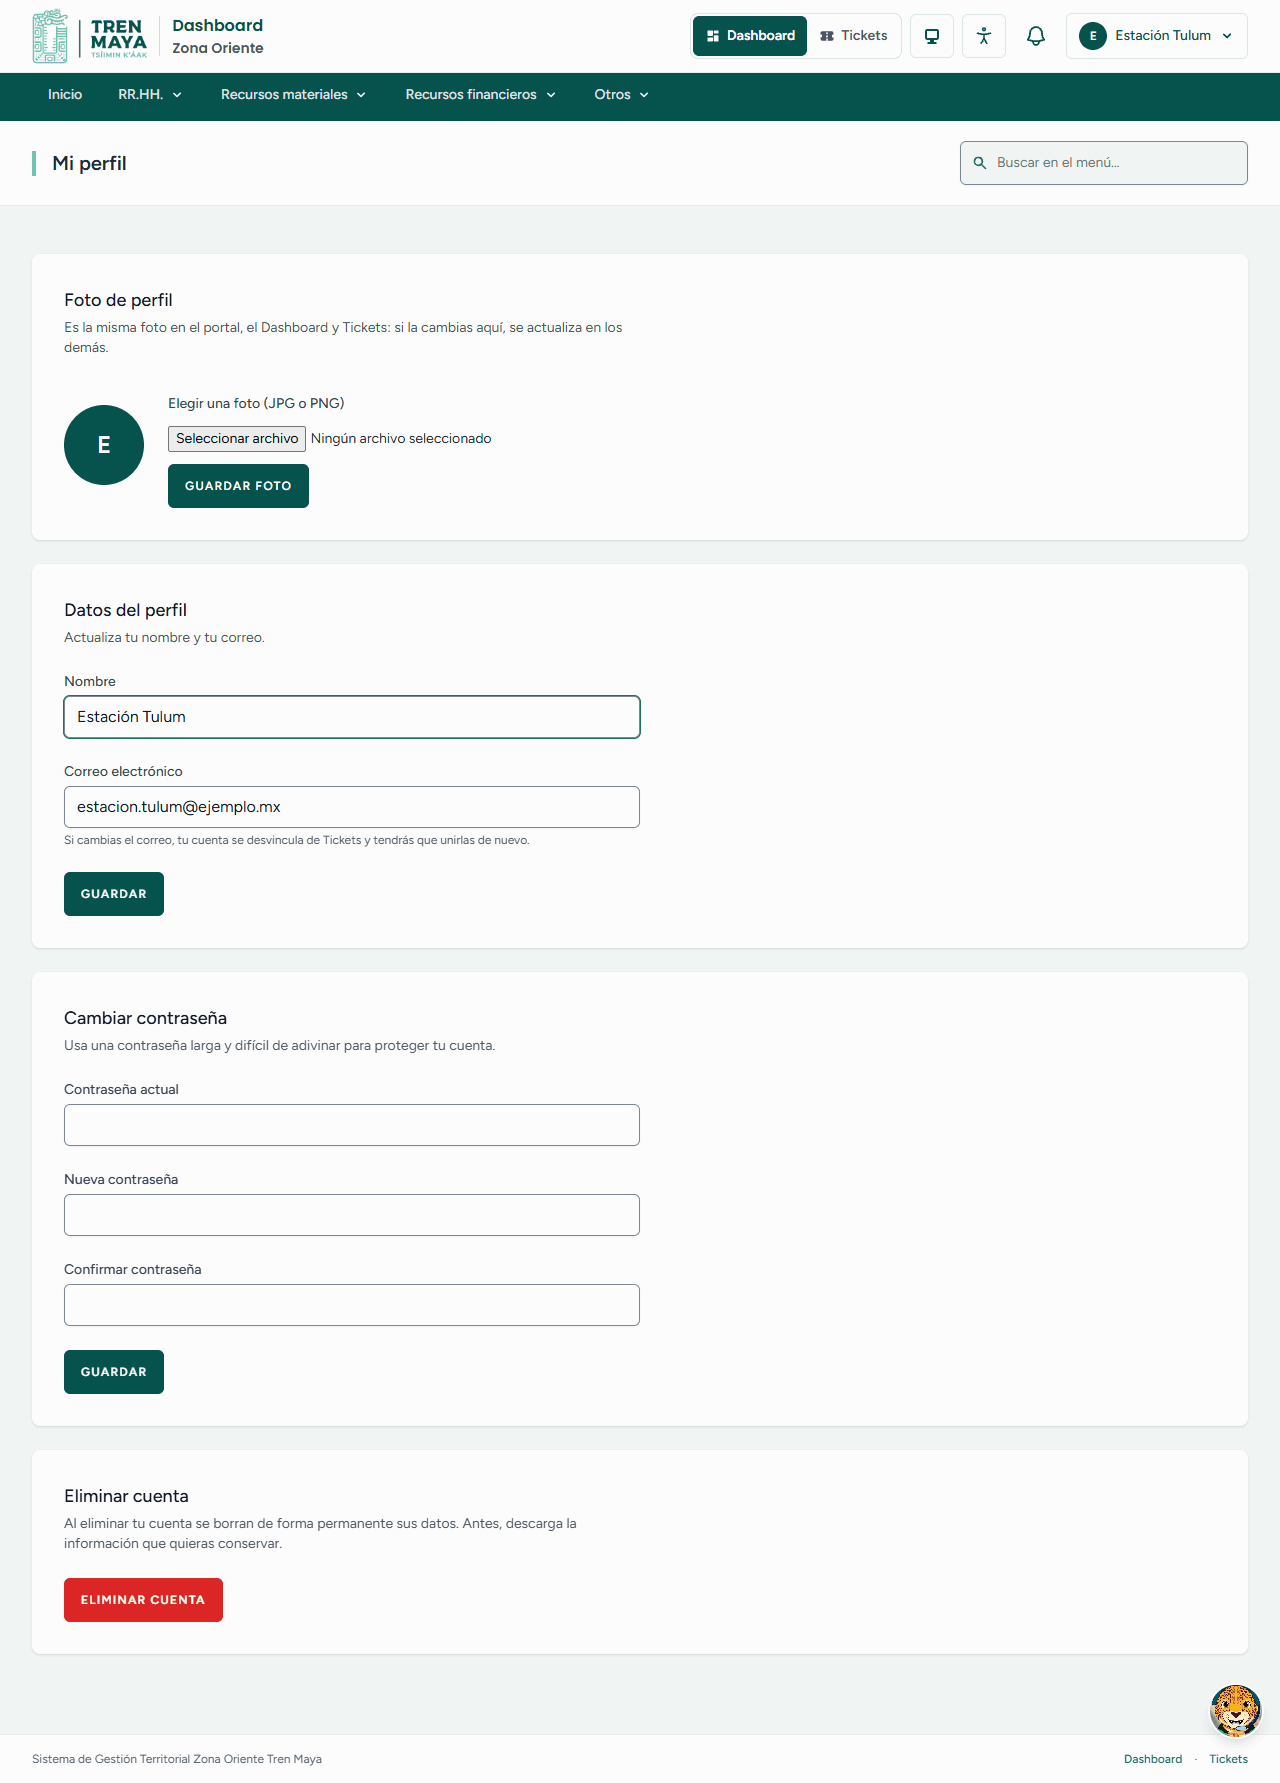 TREN MAYA
TSÍIMIN K'ÁAK
Dashboard
Zona Oriente
Dashboard
Tickets
E
Estación Tulum
Inicio
RR.HH.
Recursos materiales
Recursos financieros
Otros
Mi perfil
Buscar en el menú...
Foto de perfil
Es la misma foto en el portal, el Dashboard y Tickets: si la cambias aquí, se actualiza en los
demás.
E
Elegir una foto (JPG o PNG)
Seleccionar archivo Ningún archivo seleccionado
GUARDAR FOTO
Datos del perfil
Actualiza tu nombre y tu correo.
Nombre
Estación Tulum
Correo electrónico
estacion.tulum@ejemplo.mx
Si cambias el correo, tu cuenta se desvincula de Tickets y tendrás que unirlas de nuevo.
GUARDAR
Cambiar contraseña
Usa una contraseña larga y difícil de adivinar para proteger tu cuenta.
Contraseña actual
Nueva contraseña
Confirmar contraseña
GUARDAR
Eliminar cuenta
Al eliminar tu cuenta se borran de forma permanente sus datos. Antes, descarga la
información que quieras conservar.
ELIMINAR CUENTA
Sistema de Gestión Territorial Zona Oriente Tren Maya
Dashboard · Tickets